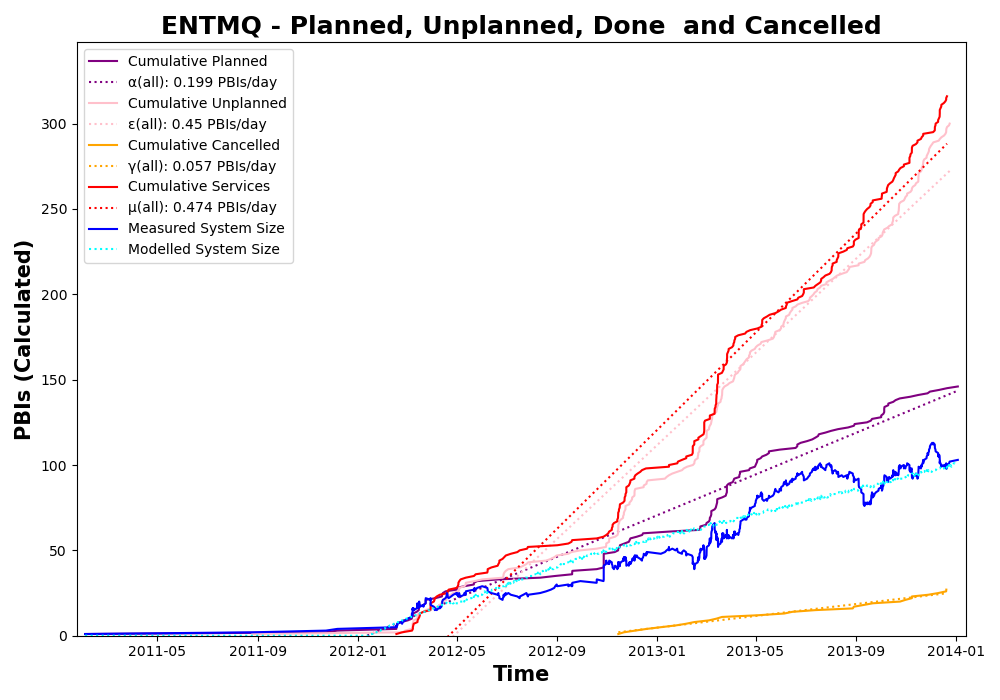 ENTMQ - Planned, Unplanned, Done  and Cancelled
Cumulative Planned
α(all): 0.199 PBIs/day
Cumulative Unplanned
ε(all): 0.45 PBIs/day
Cumulative Cancelled
γ(all): 0.057 PBIs/day
Cumulative Services
μ(all): 0.474 PBIs/day
Measured System Size
Modelled System Size
300
250
200
150
100
50
0
PBIs (Calculated)
2011-05 2011-09 2012-01 2012-05 2012-09 2013-01 2013-05 2013-09 2014-01
Time